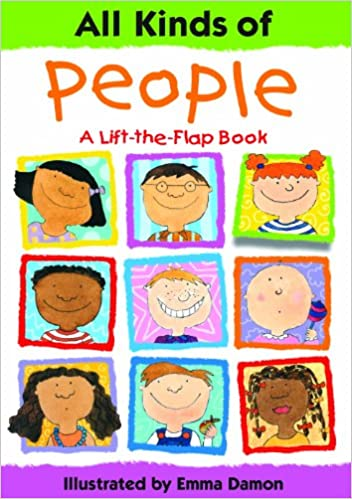 All Kinds of
People
A Lift-the-Flap Book
Illustrated by Emma Damon